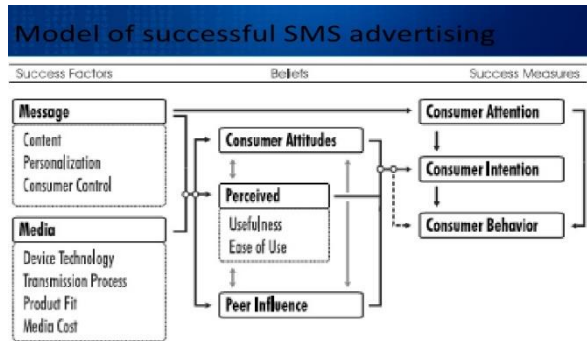 Model of successful SMS advertising
Success Factors
Beliefs
Success Measures
Message
Content
Personalization
Consumer Control
Media
Device Technology
Transmission Process
Product Fit
Media Cost
Consumer Attitudes
Perceived
Usefulness
Ease of Use
Peer Influence
Consumer Attention
Consumer Intention
Consumer Behavior